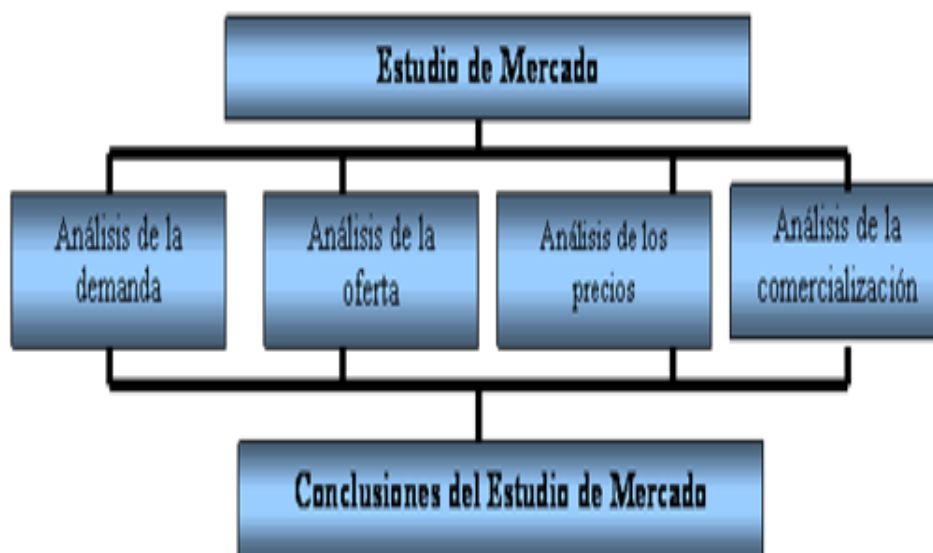 Estudio de Mercado
Análisis de la
demanda
Análisis de la
oferta
Análisis de los
precios
Análisis de la
comercialización
Conclusiones del Estudio de Mercado